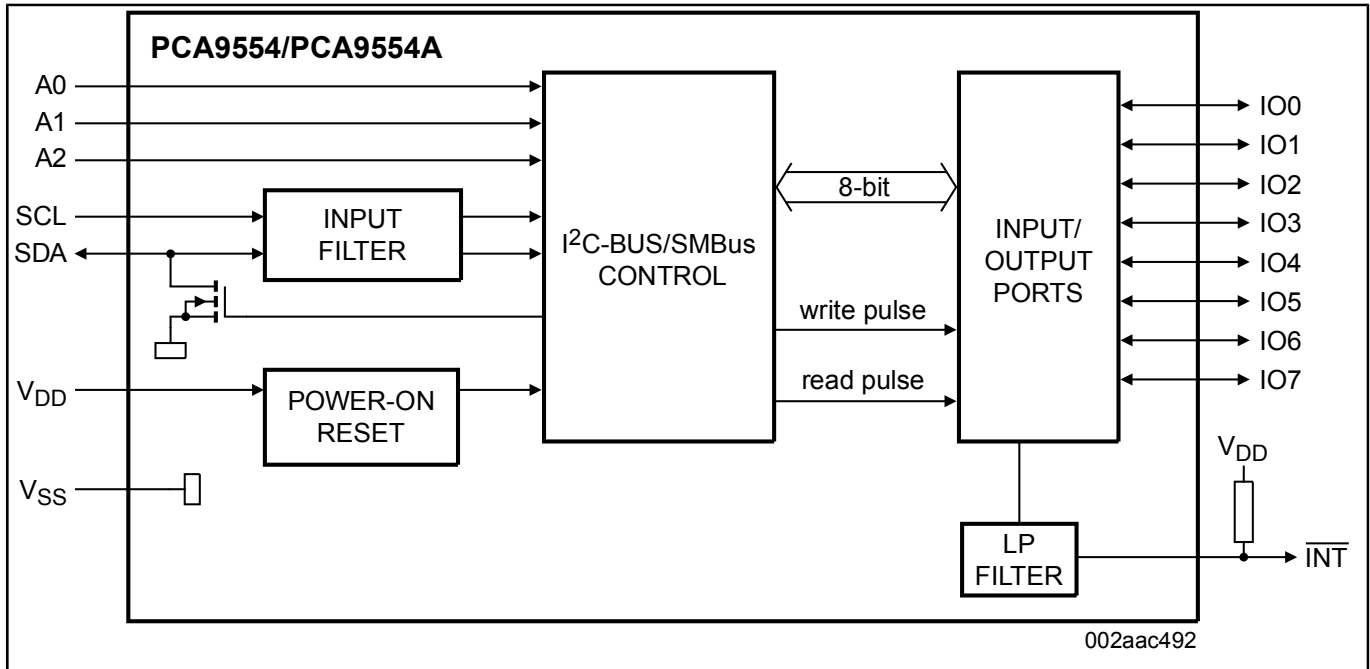 PCA9554/PCA9554A
A0
A1
A2
SCL
SDA
INPUT
FILTER
I²C-BUS/SMBus
CONTROL
8-bit
write pulse
read pulse
INPUT/
OUTPUT
PORTS
IO0
IO1
IO2
IO3
IO4
IO5
IO6
IO7
VDD
POWER-ON
RESET
VSS
VDD
LP
FILTER
INT
002aac492